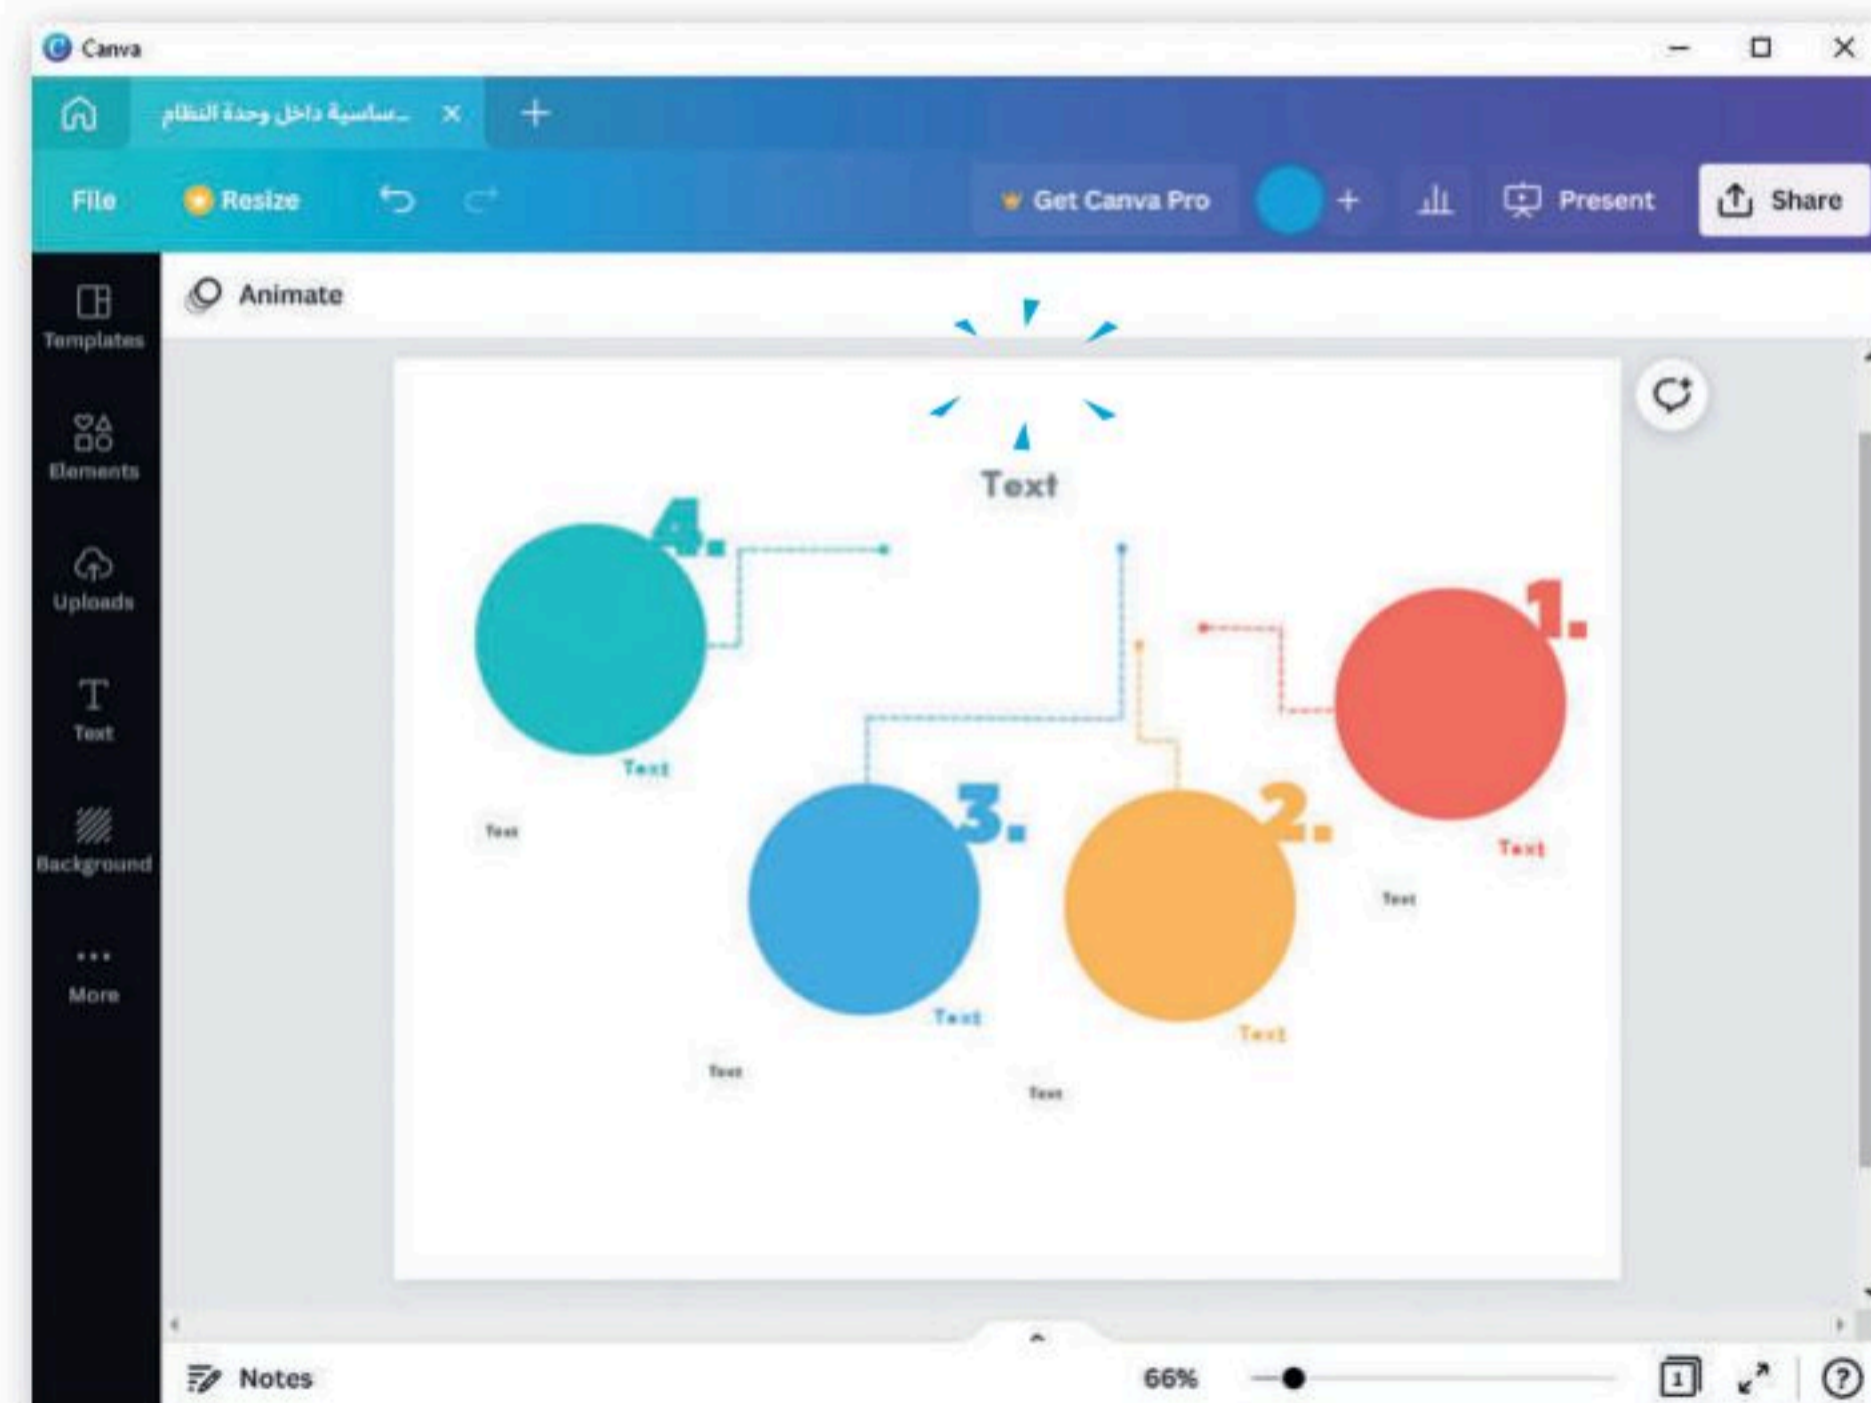 Canva
ـساسية داخل وحدة النظام
File
Resize
Get Canva Pro
Present
Share
Templates
Animate
Elements
Uploads
Text
Background
More
Text
4.
1.
Text
Text
3.
2.
Text
Text
Text
Text
Text
Text
Notes
66%
1
?